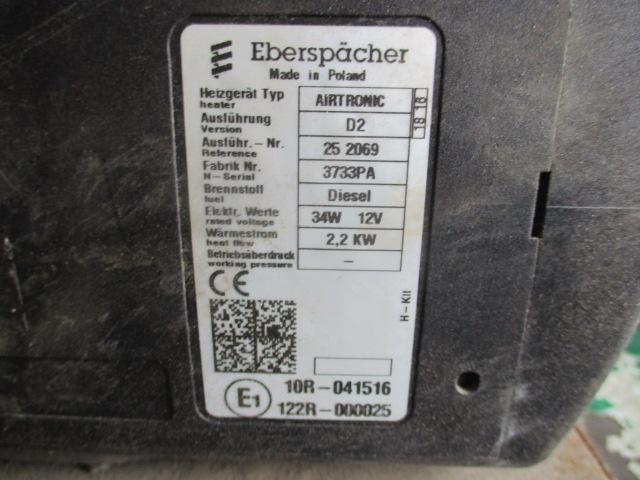 Eberspächer
Made in Poland
Heizgerät Typ AIRTRONIC
heater
Ausführung D2
Version
18 18
Ausführ.- Nr. 25 2069
Reference
Fabrik Nr. 3733PA
N-Serial
Brennstoff Diesel
fuel
Elektr. Werte 34W 12V
rated voltage
Wärmestrom 2,2 KW
heat flow
Betriebsüberdruck –
working pressure
CE
H-Kit
E1 10R-041516
122R-000025